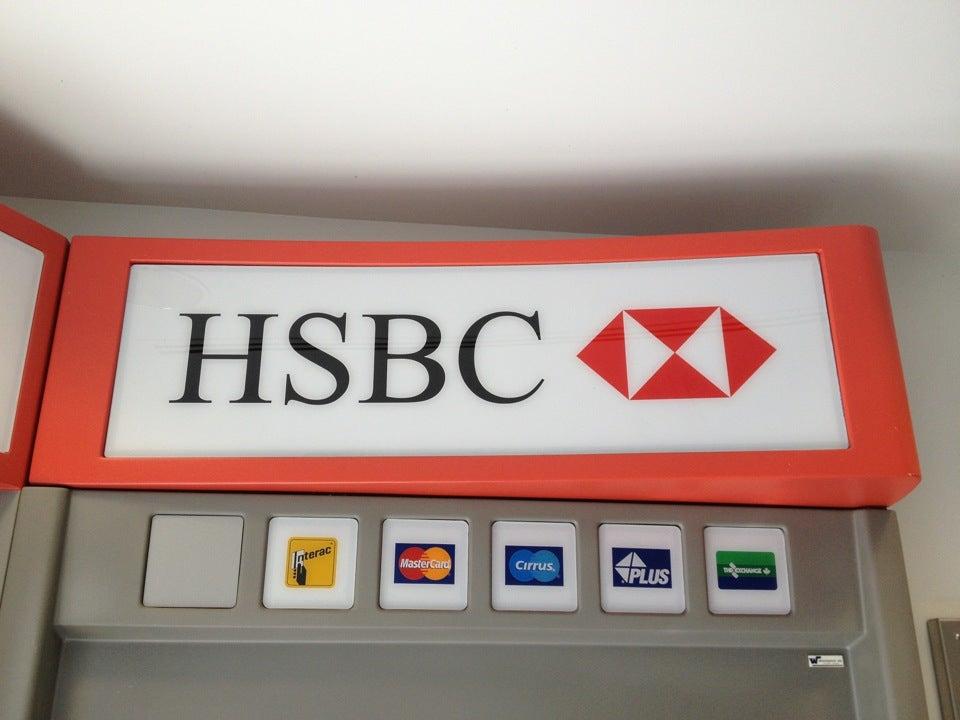 HSBC
Interac
MasterCard
Cirrus
PLUS
THE EXCHANGE